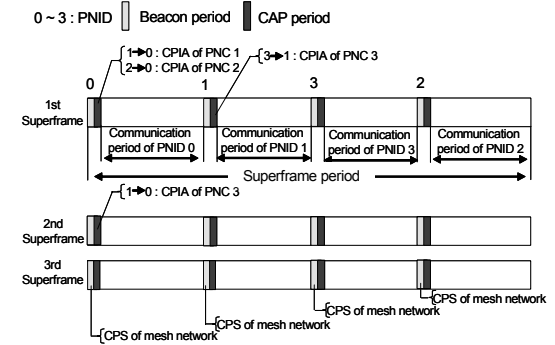 0 ~ 3 : PNID Beacon period CAP period
1➔0 : CPIA of PNC 1
2➔0 : CPIA of PNC 2
3➔1 : CPIA of PNC 3
0 1 3 2
1st
Superframe
Communication
period of PNID 0
Communication
period of PNID 1
Communication
period of PNID 3
Communication
period of PNID 2
Superframe period
1➔0 : CPIA of PNC 3
2nd
Superframe
3rd
Superframe
CPS of mesh network
CPS of mesh network
CPS of mesh network
CPS of mesh network